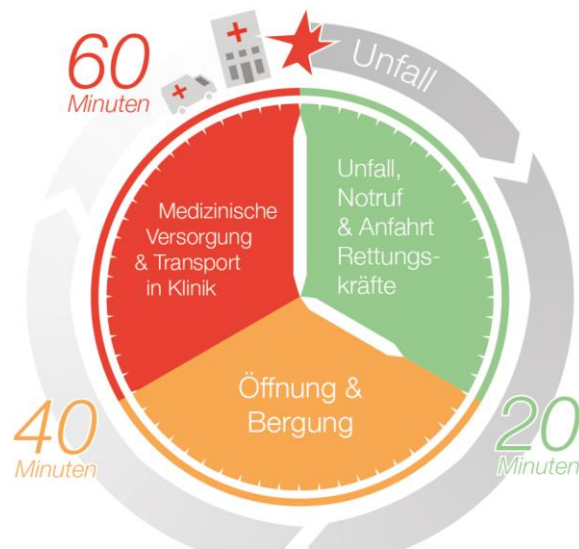 60
Minuten
Unfall
Unfall,
Notruf
& Anfahrt
Rettungs-
kräfte
Medizinische
Versorgung
& Transport
in Klinik
Öffnung &
Bergung
40
Minuten
20
Minuten